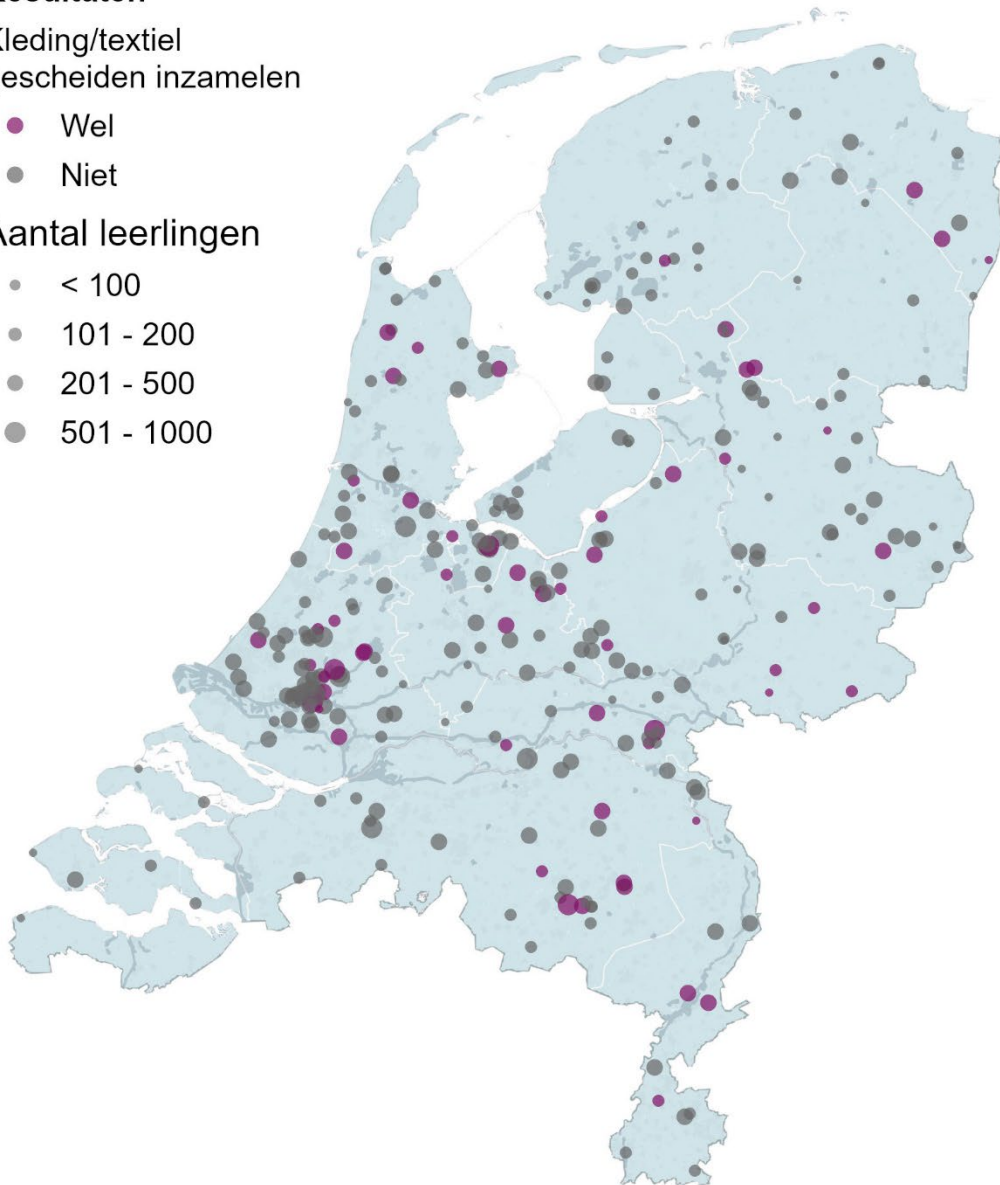 Kleding/textiel
escheiden inzamelen
Wel
Niet
Aantal leerlingen
< 100
101 - 200
201 - 500
501 - 1000